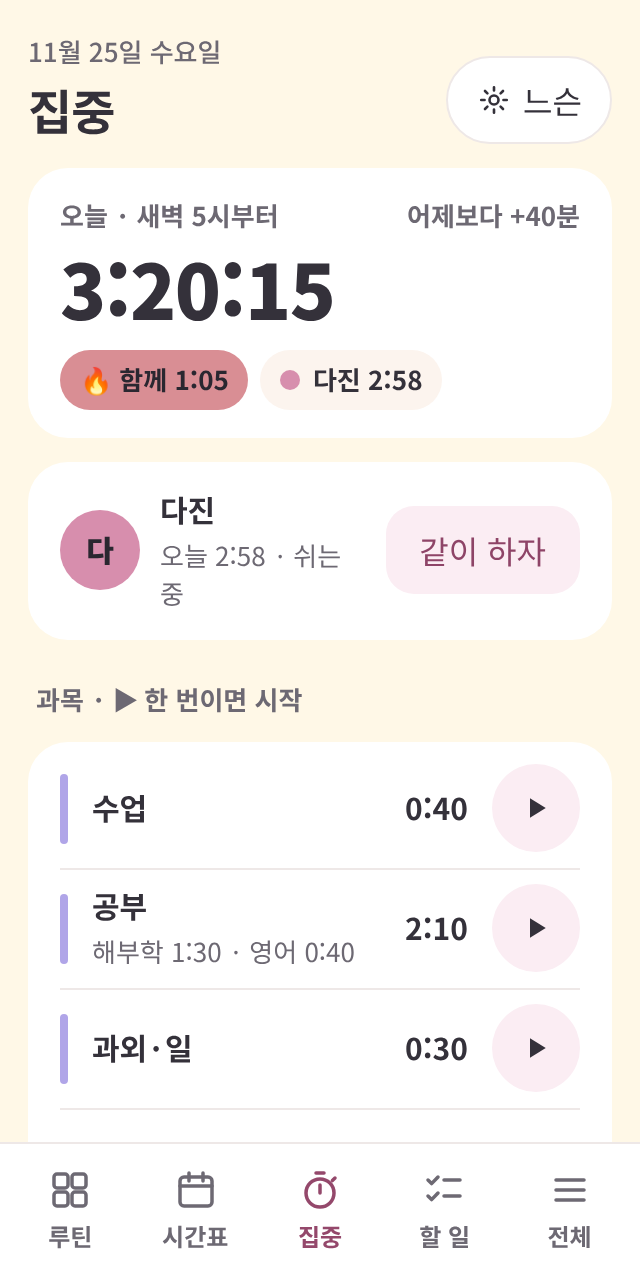 11월 25일 수요일
집중
느슨
오늘 · 새벽 5시부터
어제보다 +40분
3:20:15
🔥 함께 1:05
다진 2:58
다
다진
오늘 2:58 · 쉬는
중
같이 하자
과목 · ▶ 한 번이면 시작
수업
0:40
공부
해부학 1:30 · 영어 0:40
2:10
과외·일
0:30
루틴
시간표
집중
할 일
전체